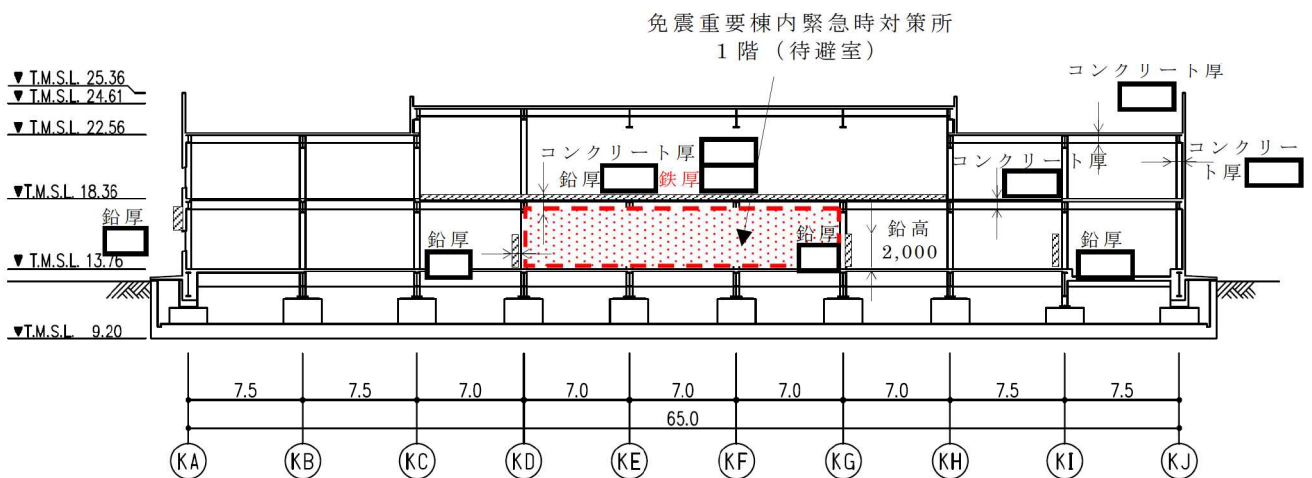 免震重要棟内緊急時対策所
1階（待避室）
▼ T.M.S.L. 25.36
▼ T.M.S.L. 24.61
▼ T.M.S.L. 22.56
▼T.M.S.L. 18.36
▼T.M.S.L. 13.76
▼T.M.S.L. 9.20
コンクリート厚
コンクリート厚
コンクリート厚
コンクリー
ト厚
鉛厚
鉄厚
鉛厚
鉛厚
鉛厚
鉛高
2,000
鉛厚
7.5
7.5
7.0
7.0
7.0
7.0
7.0
7.5
7.5
65.0
KA
KB
KC
KD
KE
KF
KG
KH
KI
KJ